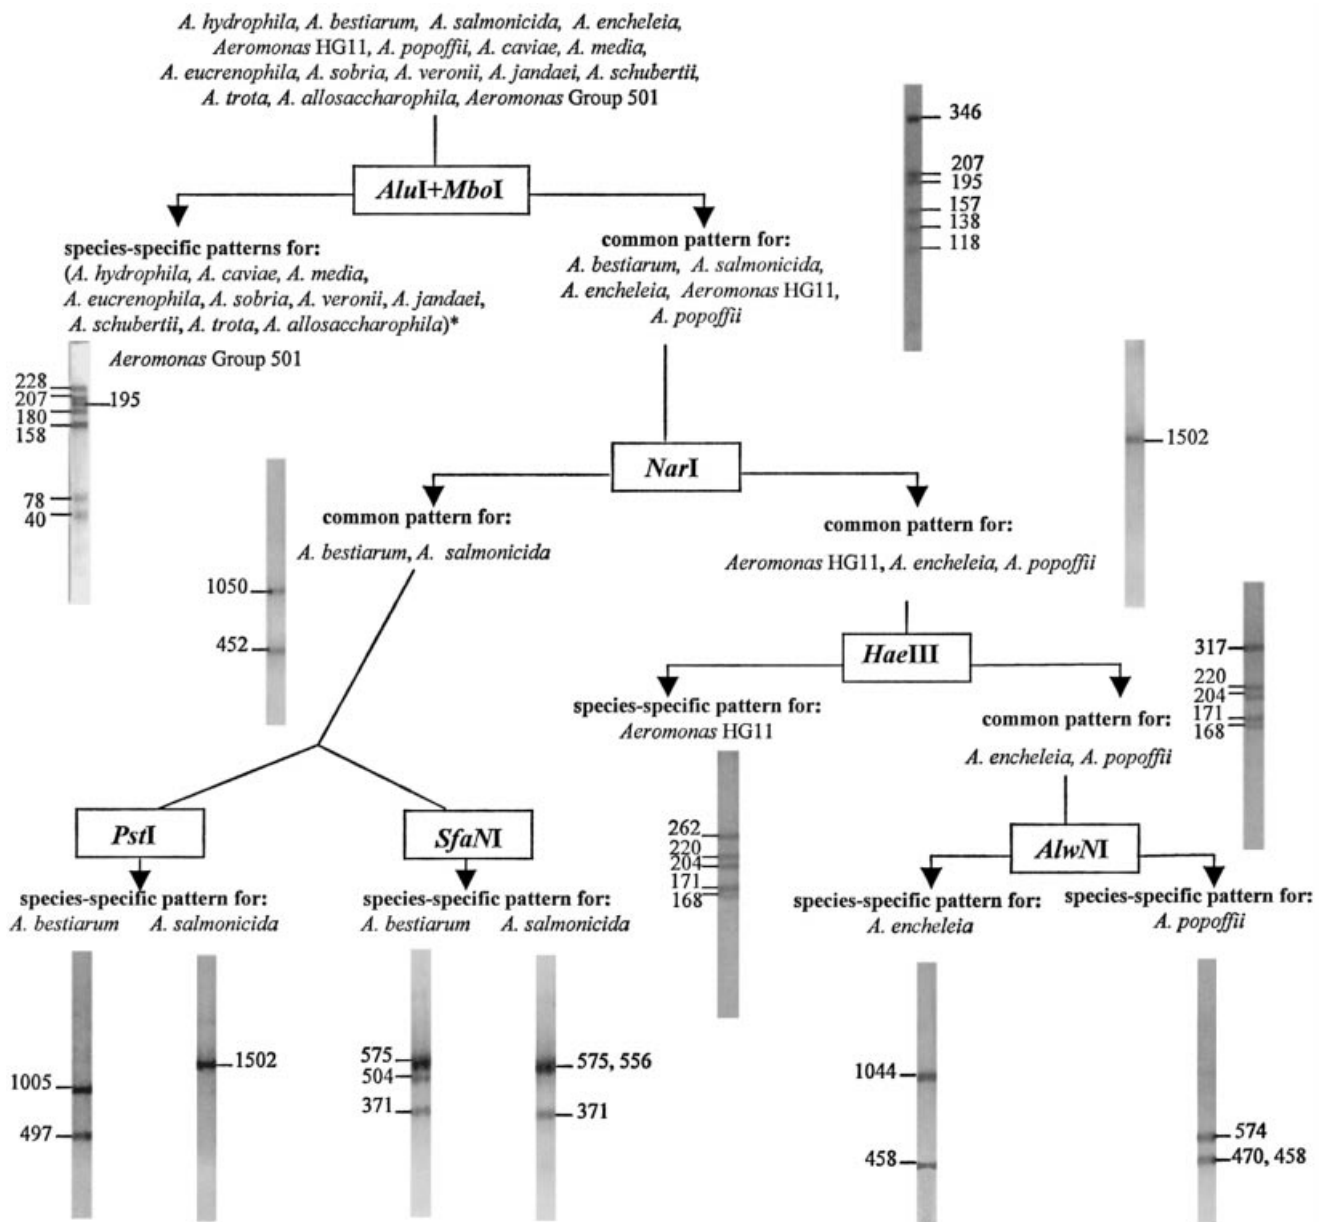 A. hydrophila, A. bestiarum, A. salmonicida, A. encheleia,
Aeromonas HG11, A. popoffii, A. caviae, A. media,
A. eucrenophila, A. sobria, A. veronii, A. jandaei, A. schubertii,
A. trota, A. allosaccharophila, Aeromonas Group 501
346
207
195
157
138
118
AluI+MboI
species-specific patterns for:
(A. hydrophila, A. caviae, A. media,
A. eucrenophila, A. sobria, A. veronii, A. jandaei,
A. schubertii, A. trota, A. allosaccharophila)*
Aeromonas Group 501
common pattern for:
A. bestiarum, A. salmonicida,
A. encheleia, Aeromonas HG11,
A. popoffii
228
207
195
180
158
78
40
NarI
1502
common pattern for:
A. bestiarum, A. salmonicida
1050
452
common pattern for:
Aeromonas HG11, A. encheleia, A. popoffii
HaeIII
317
220
204
171
168
species-specific pattern for:
Aeromonas HG11
262
220
204
171
168
common pattern for:
A. encheleia, A. popoffii
PstI
SfaNI
AlwNI
species-specific pattern for:
A. bestiarum A. salmonicida
1005
497
1502
species-specific pattern for:
A. bestiarum A. salmonicida
575
504
371
575, 556
371
species-specific pattern for:
A. encheleia
1044
458
species-specific pattern for:
A. popoffii
574
470, 458